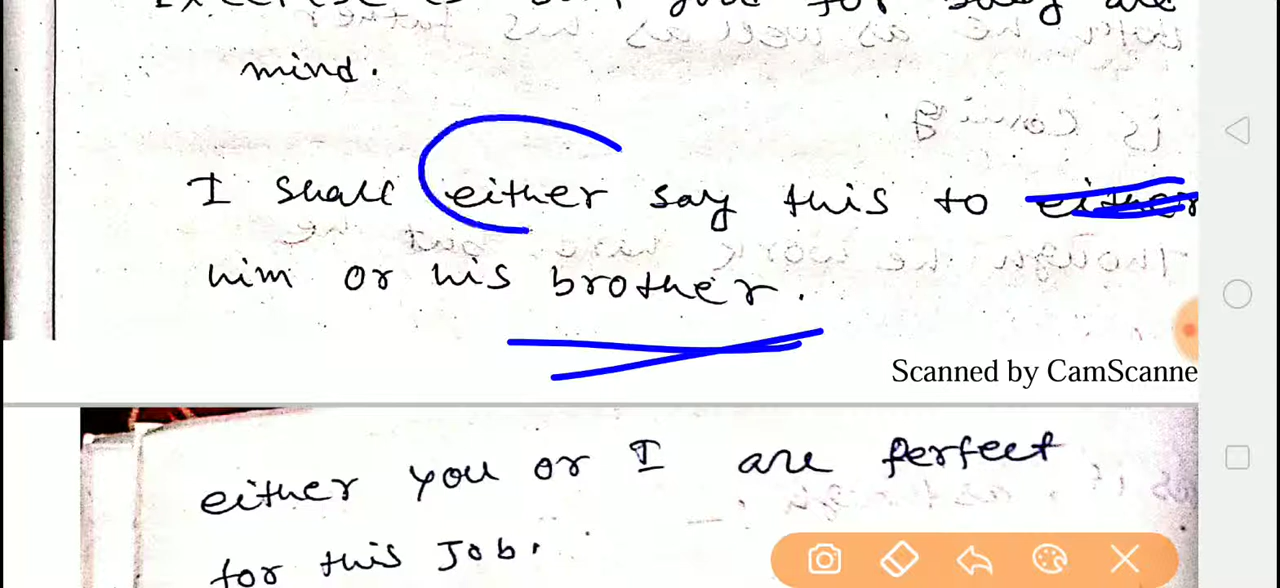 for
mind.
I shall either say this to either
him or his brother.
Scanned by CamScanne
either you or I are perfect
for this Job.